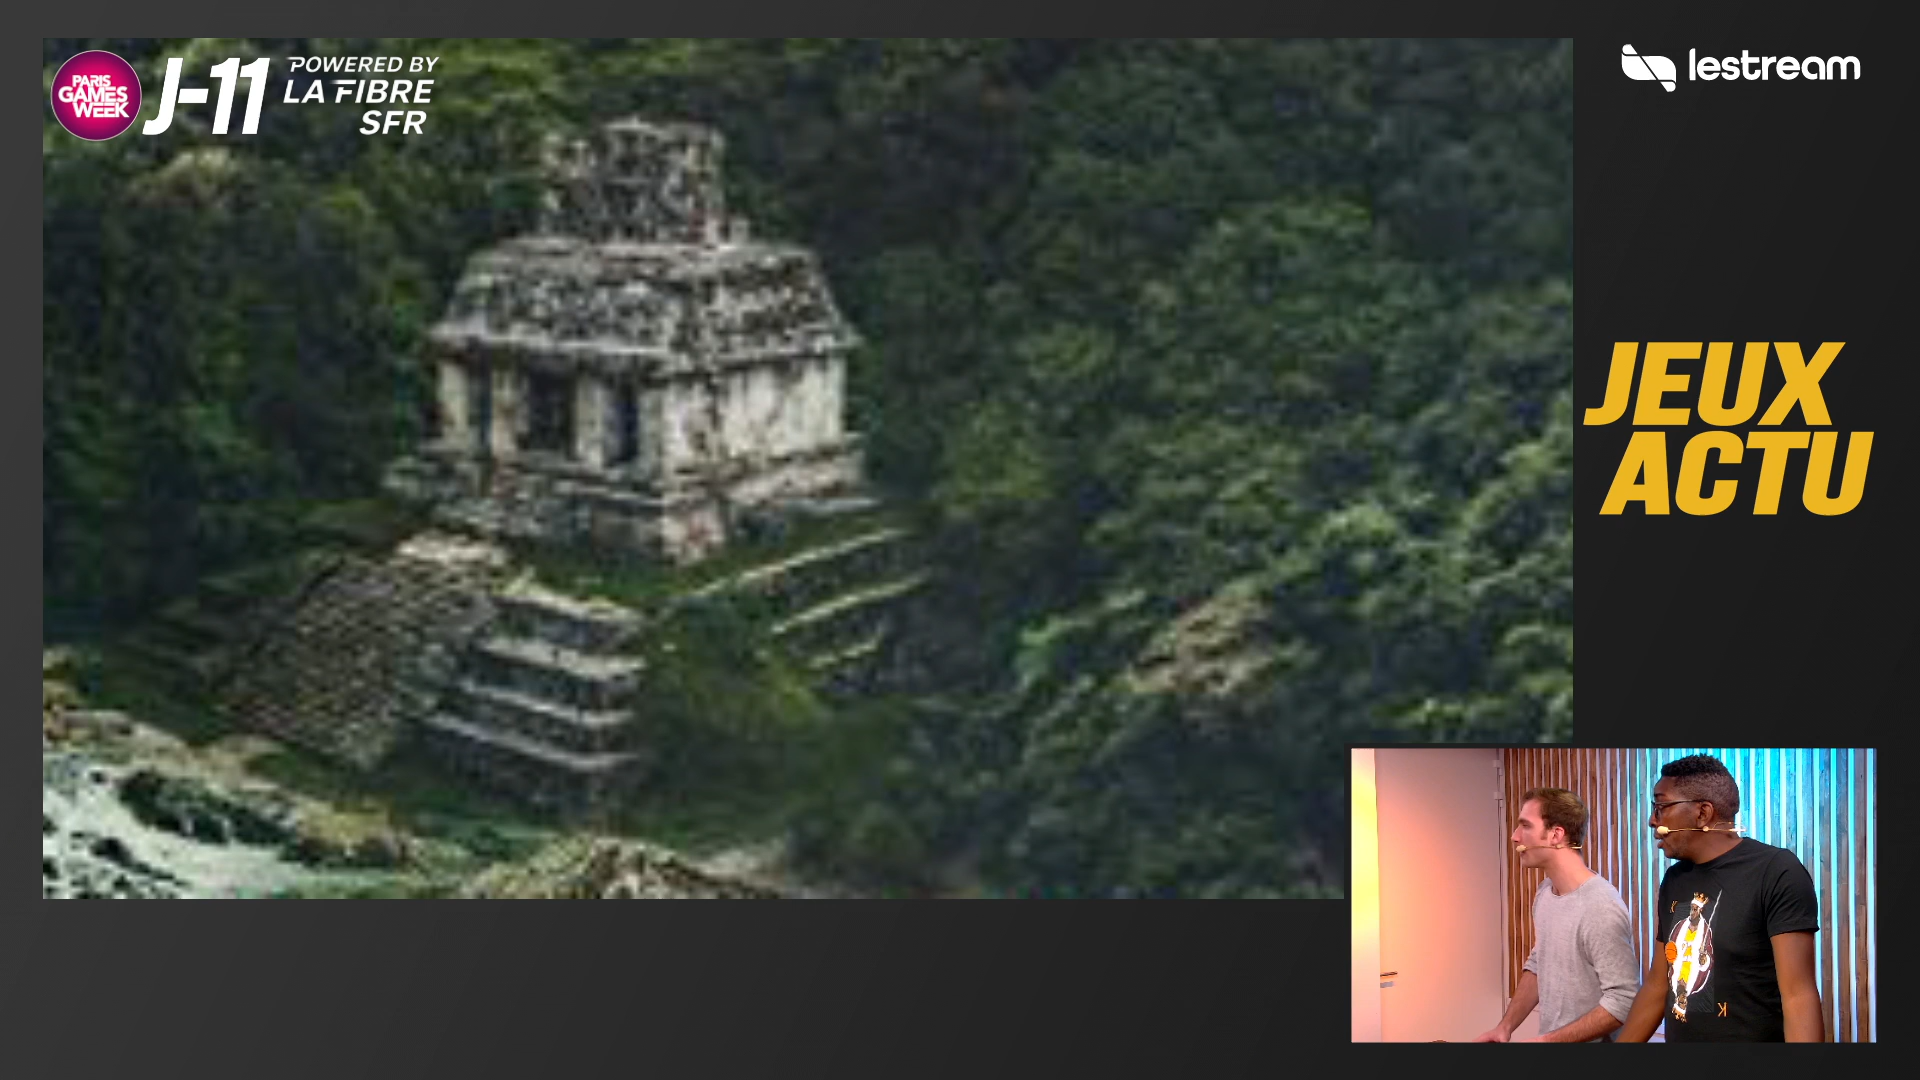 PARIS
GAMES
WEEK
J-11
POWERED BY
LA FIBRE
SFR
lestream
JEUX
ACTU
K
K